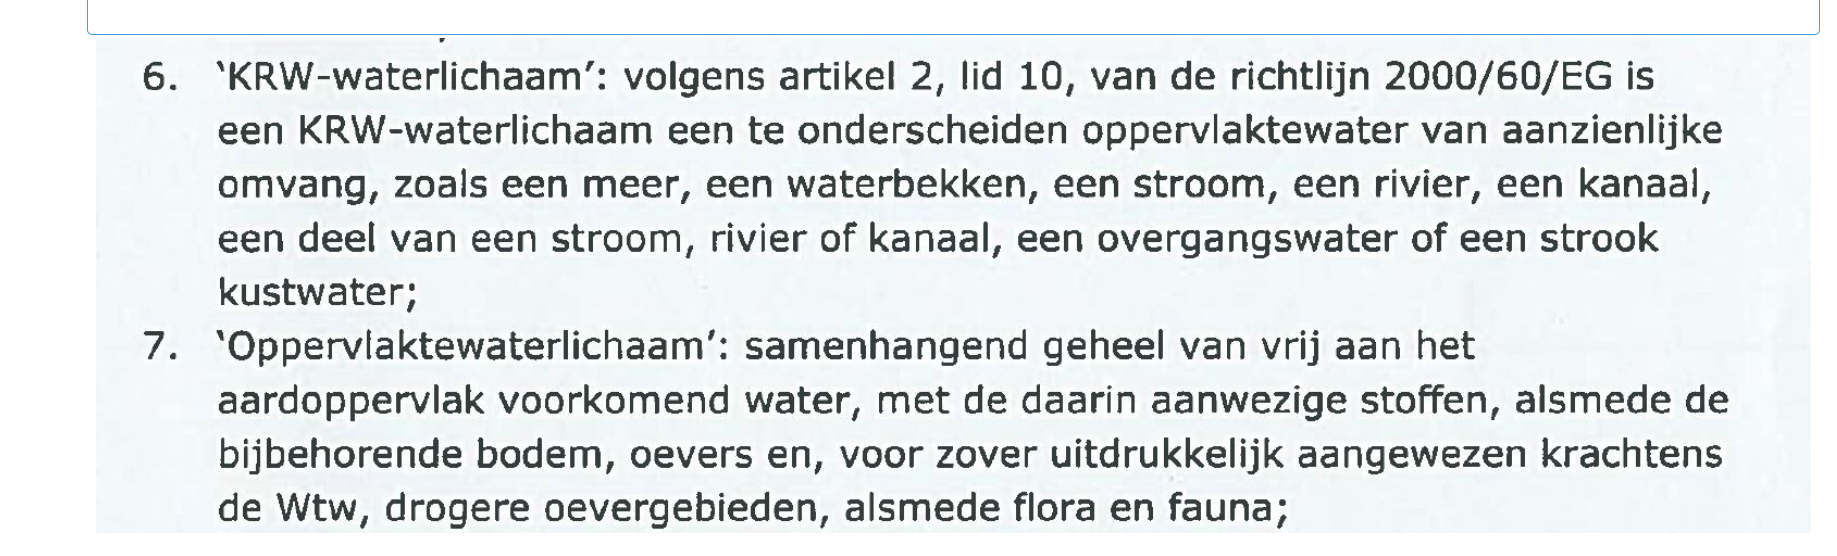 6. ‘KRW-waterlichaam’: volgens artikel 2, lid 10, van de richtlijn 2000/60/EG is
een KRW-waterlichaam een te onderscheiden oppervlaktewater van aanzienlijke
omvang, zoals een meer, een waterbekken, een stroom, een rivier, een kanaal,
een deel van een stroom, rivier of kanaal, een overgangswater of een strook
kustwater;
7. ‘Oppervlaktewaterlichaam’: samenhangend geheel van vrij aan het
aardoppervlak voorkomend water, met de daarin aanwezige stoffen, alsmede de
bijbehorende bodem, oevers en, voor zover uitdrukkelijk aangewezen krachtens
de Wtw, drogere oevergebieden, alsmede flora en fauna;